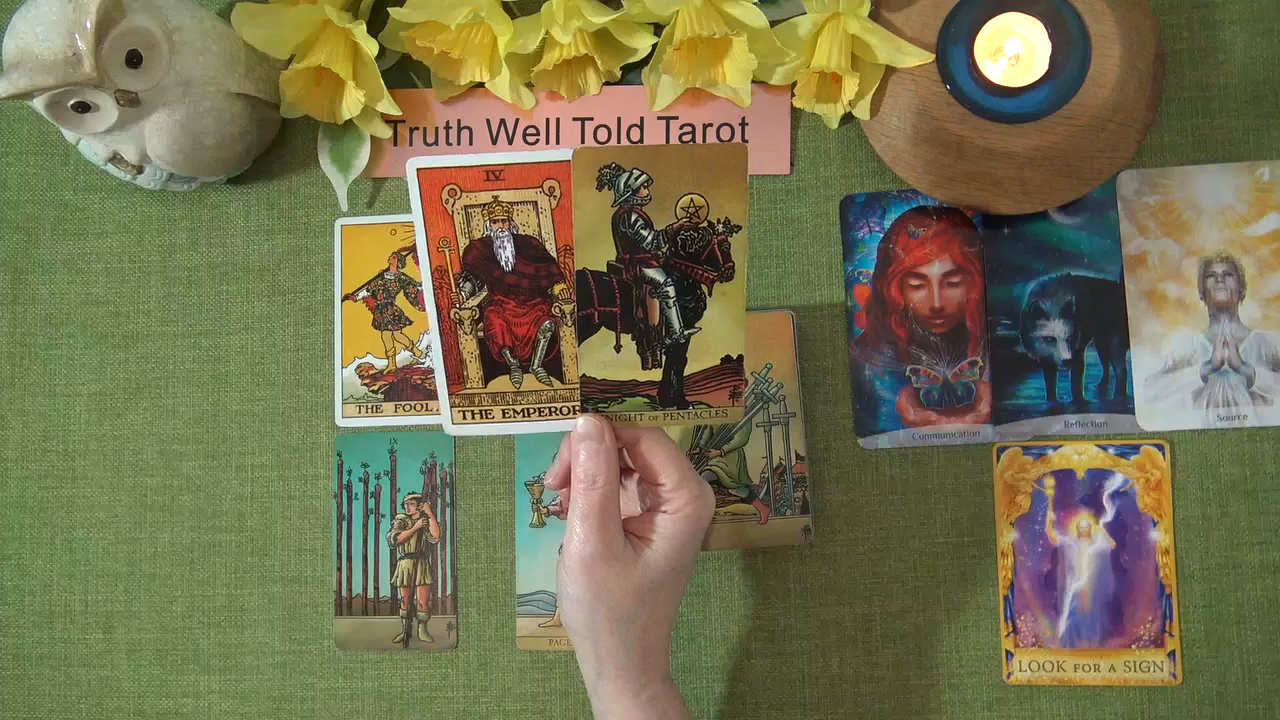 Truth Well Told Tarot
IV
THE EMPEROR
KNIGHT OF PENTACLES
THE FOOL.
IX
PAGE
Communication
Reflection
Source
LOOK FOR A SIGN